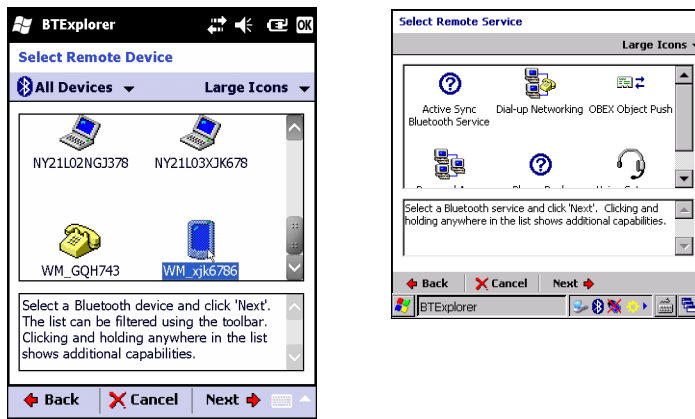 BTExplorer
OK
Select Remote Device
All Devices
Large Icons
NY21L02NGJ378
NY21L03XJK678
WM_GQH743
WM_xjk6786
Select a Bluetooth device and click 'Next'.
The list can be filtered using the toolbar.
Clicking and holding anywhere in the list
shows additional capabilities.
Back
Cancel
Next
Select Remote Service
Large Icons
Active Sync
Bluetooth Service
Dial-up Networking
OBEX Object Push
Select a Bluetooth service and click 'Next'. Clicking and
holding anywhere in the list shows additional capabilities.
Back
Cancel
Next
BTExplorer